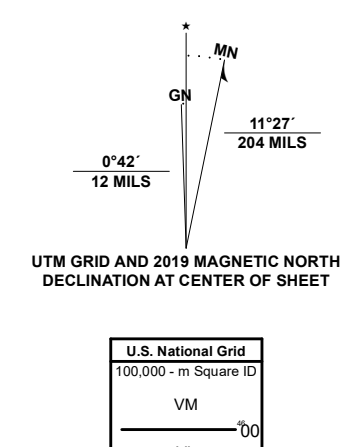 ★
MN
GN
11°27´
204 MILS
0°42´
12 MILS
UTM GRID AND 2019 MAGNETIC NORTH
DECLINATION AT CENTER OF SHEET
U.S. National Grid
100,000 - m Square ID
VM
⁴⁶00